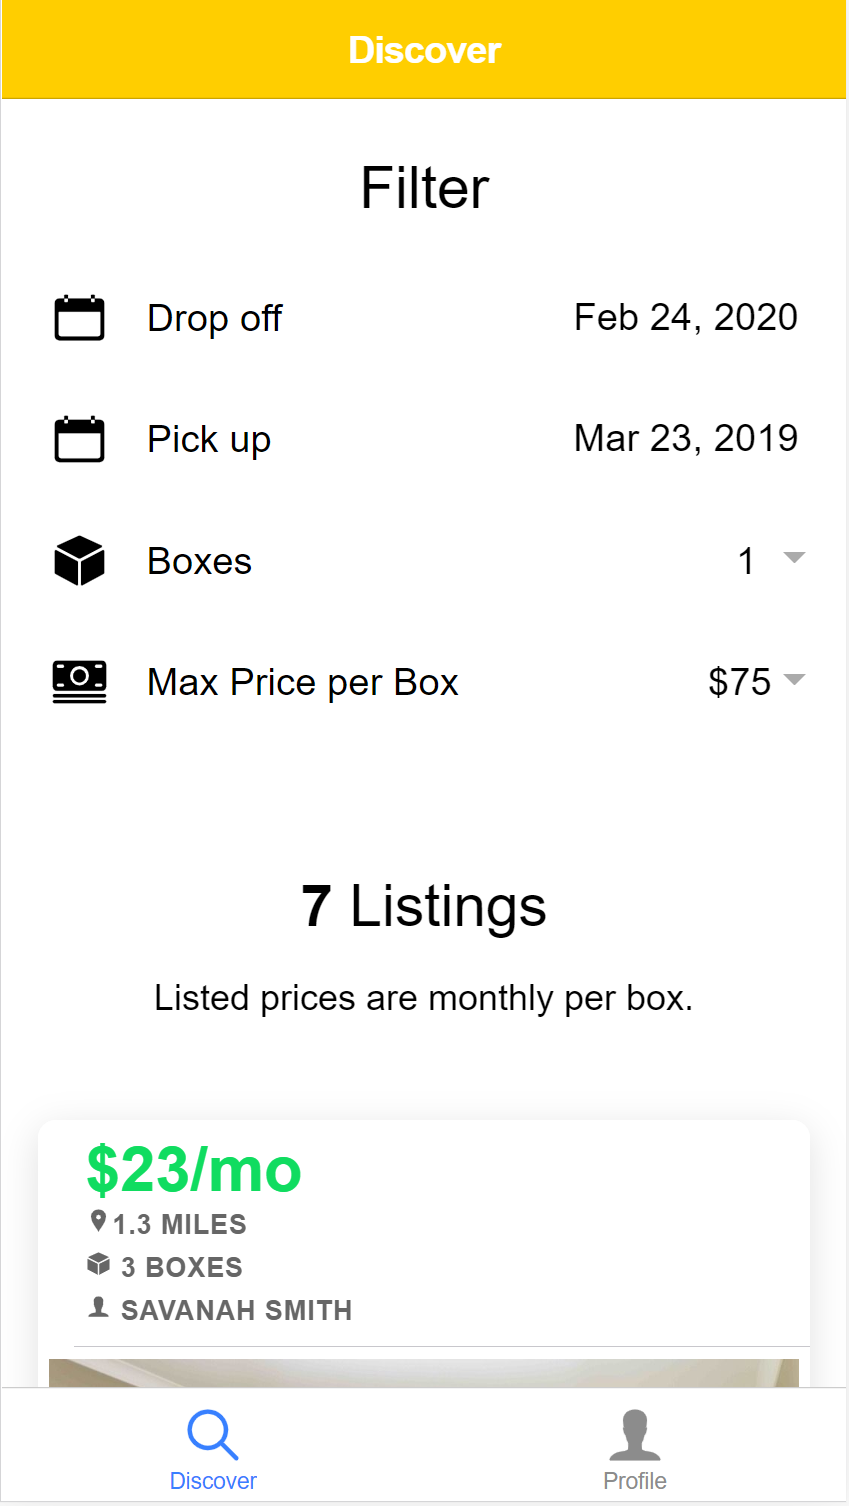 Discover
Filter
Drop off Feb 24, 2020
Pick up Mar 23, 2019
Boxes 1
Max Price per Box $75
7 Listings
Listed prices are monthly per box.
$23/mo
1.3 MILES
3 BOXES
SAVANAH SMITH
Discover Profile